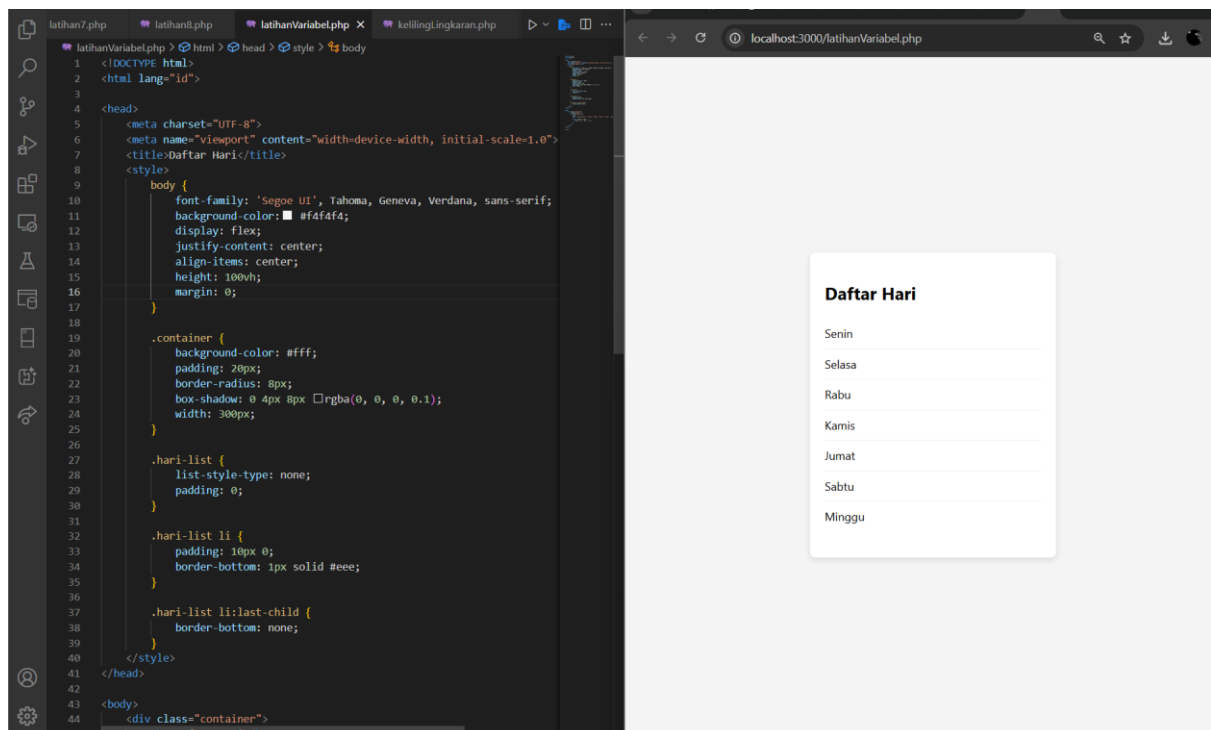 latihan7.php latihan8.php latihanVariabel.php kelilingLingkaran.php
latihanVariabel.php > html > head > style > body
1 <!DOCTYPE html>
2 <html lang="id">
3
4 <head>
5 <meta charset="UTF-8">
6 <meta name="viewport" content="width=device-width, initial-scale=1.0">
7 <title>Daftar Hari</title>
8 <style>
9 body {
10 font-family: 'Segoe UI', Tahoma, Geneva, Verdana, sans-serif;
11 background-color: #f4f4f4;
12 display: flex;
13 justify-content: center;
14 align-items: center;
15 height: 100vh;
16 margin: 0;
17 }
18
19 .container {
20 background-color: #fff;
21 padding: 20px;
22 border-radius: 8px;
23 box-shadow: 0 4px 8px rgba(0, 0, 0, 0.1);
24 width: 300px;
25 }
26
27 .hari-list {
28 list-style-type: none;
29 padding: 0;
30 }
31
32 .hari-list li {
33 padding: 10px 0;
34 border-bottom: 1px solid #eee;
35 }
36
37 .hari-list li:last-child {
38 border-bottom: none;
39 }
40 </style>
41 </head>
42
43 <body>
44 <div class="container">
localhost:3000/latihanVariabel.php
Daftar Hari
Senin
Selasa
Rabu
Kamis
Jumat
Sabtu
Minggu